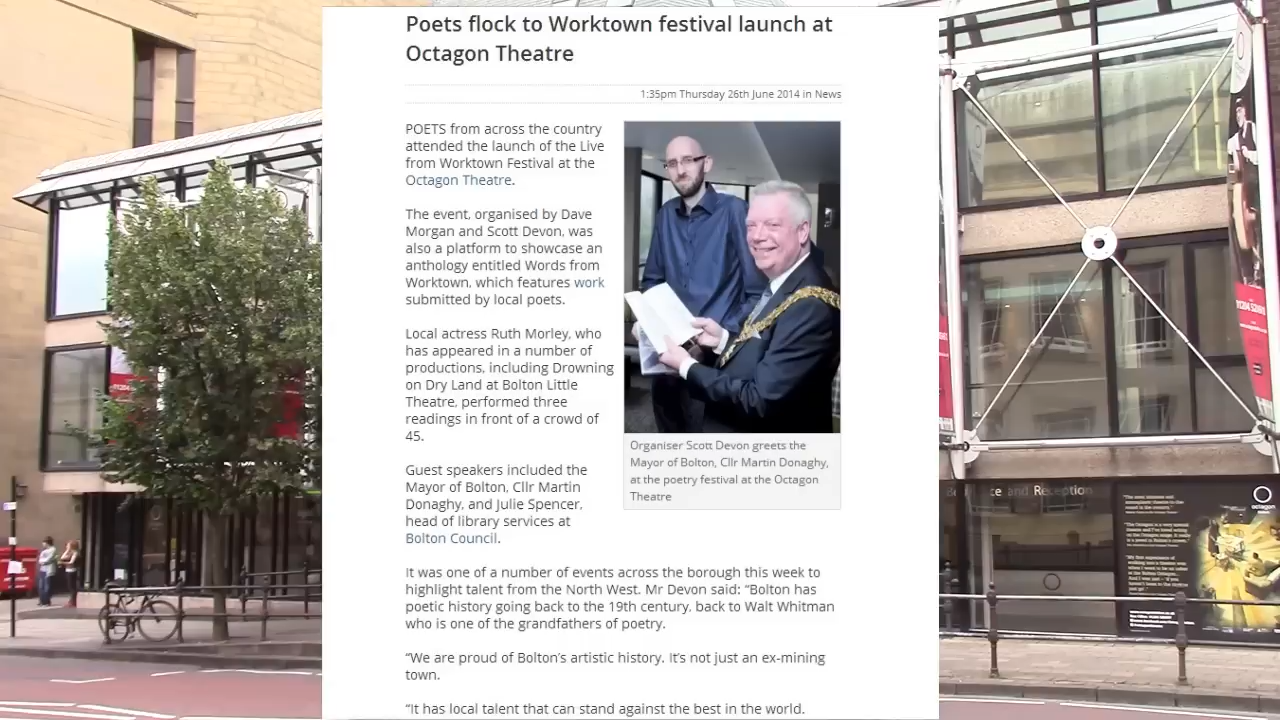 Poets flock to Worktown festival launch at
Octagon Theatre
1:35pm Thursday 26th June 2014 in News
POETS from across the country
attended the launch of the Live
from Worktown Festival at the
Octagon Theatre.
The event, organised by Dave
Morgan and Scott Devon, was
also a platform to showcase an
anthology entitled Words from
Worktown, which features work
submitted by local poets.
Local actress Ruth Morley, who
has appeared in a number of
productions, including Drowning
on Dry Land at Bolton Little
Theatre, performed three
readings in front of a crowd of
45.
Guest speakers included the
Mayor of Bolton, Cllr Martin
Donaghy, and Julie Spencer,
head of library services at
Bolton Council.
Organiser Scott Devon greets the
Mayor of Bolton, Cllr Martin Donaghy,
at the poetry festival at the Octagon
Theatre
It was one of a number of events across the borough this week to
highlight talent from the North West. Mr Devon said: “Bolton has
poetic history going back to the 19th century, back to Walt Whitman
who is one of the grandfathers of poetry.
“We are proud of Bolton’s artistic history. It’s not just an ex-mining
town.
“It has local talent that can stand against the best in the world.
and Reception
octagon